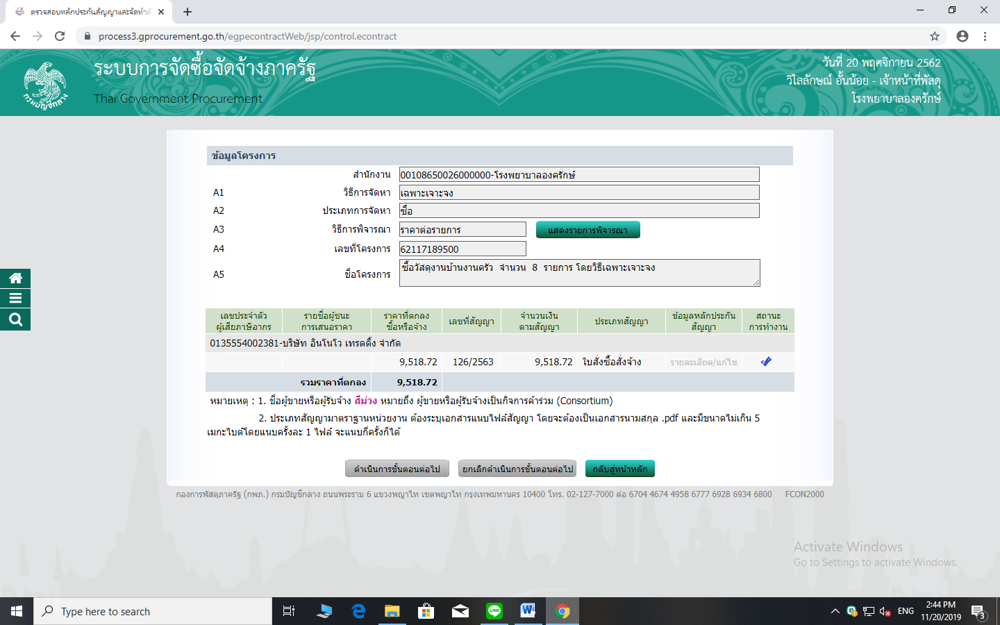 ตรวจสอบหลักประกันสัญญาและจัดทำ
process3.gprocurement.go.th/egpecontractWeb/jsp/control.econtract
ระบบการจัดซื้อจัดจ้างภาครัฐ
Thai Government Procurement
กรมบัญชีกลาง
วันที่ 20 พฤศจิกายน 2562
วิไลลักษณ์ อั้นน้อย - เจ้าหน้าที่พัสดุ
โรงพยาบาลองครักษ์
ข้อมูลโครงการ
สำนักงาน 00108650026000000-โรงพยาบาลองครักษ์
A1 วิธีการจัดหา เฉพาะเจาะจง
A2 ประเภทการจัดหา ซื้อ
A3 วิธีการพิจารณา ราคาต่อรายการ แสดงรายการพิจารณา
A4 เลขที่โครงการ 62117189500
A5 ชื่อโครงการ ซื้อวัสดุงานบ้านงานครัว จำนวน 8 รายการ โดยวิธีเฉพาะเจาะจง
เลขประจำตัวผู้เสียภาษีอากร รายชื่อผู้ชนะการเสนอราคา ราคาที่ตกลงซื้อหรือจ้าง เลขที่สัญญา จำนวนเงินตามสัญญา ประเภทสัญญา ข้อมูลหลักประกันสัญญา สถานะการทำงาน
0135554002381-บริษัท อินโนโว เทรดดิ้ง จำกัด
9,518.72 126/2563 9,518.72 ใบสั่งซื้อสั่งจ้าง รายละเอียด/แก้ไข
รวมราคาที่ตกลง 9,518.72
หมายเหตุ : 1. ชื่อผู้ขายหรือผู้รับจ้าง สีม่วง หมายถึง ผู้ขายหรือผู้รับจ้างเป็นกิจการค้าร่วม (Consortium)
2. ประเภทสัญญามาตราฐานหน่วยงาน ต้องระบุเอกสารแนบไฟล์สัญญา โดยจะต้องเป็นเอกสารนามสกุล .pdf และมีขนาดไม่เกิน 5
เมกะไบต์โดยแนบครั้งละ 1 ไฟล์ จะแนบกี่ครั้งก็ได้
ดำเนินการขั้นตอนต่อไป ยกเลิกดำเนินการขั้นตอนต่อไป กลับสู่หน้าหลัก
กองการพัสดุภาครัฐ (กพภ.) กรมบัญชีกลาง ถนนพระราม 6 แขวงพญาไท เขตพญาไท กรุงเทพมหานคร 10400 โทร. 02-127-7000 ต่อ 6704 4674 4958 6777 6928 6934 6800 FCON2000
Activate Windows
Go to Settings to activate Windows.
Type here to search
LINE
ENG
2:44 PM
11/20/2019
3